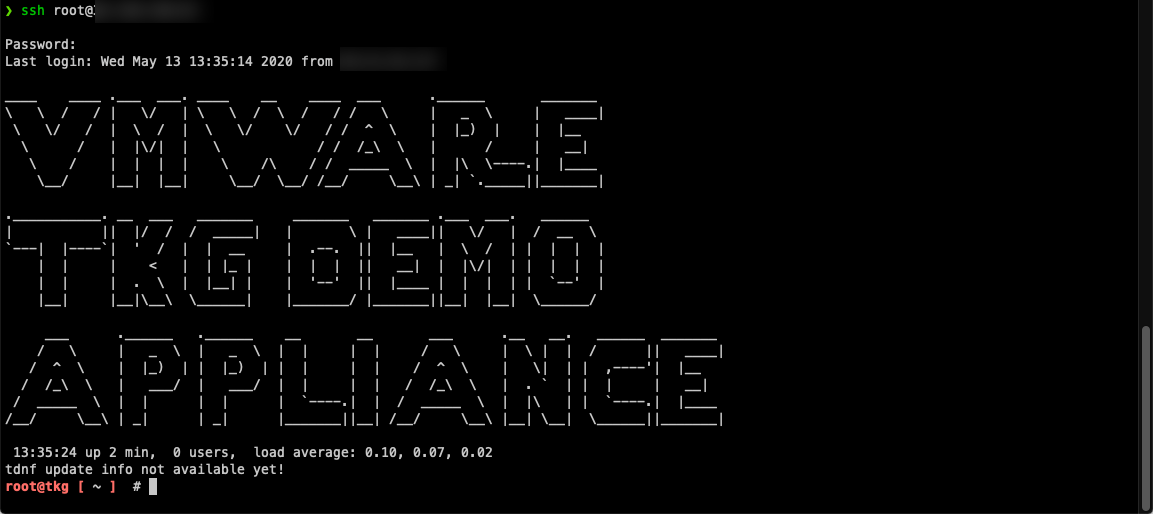 ❯ ssh root@
Password:
Last login: Wed May 13 13:35:14 2020 from
VMWARE
TKG DEMO
APPLIANCE
13:35:24 up 2 min,  0 users,  load average: 0.10, 0.07, 0.02
tdnf update info not available yet!
root@tkg [ ~ ]  #